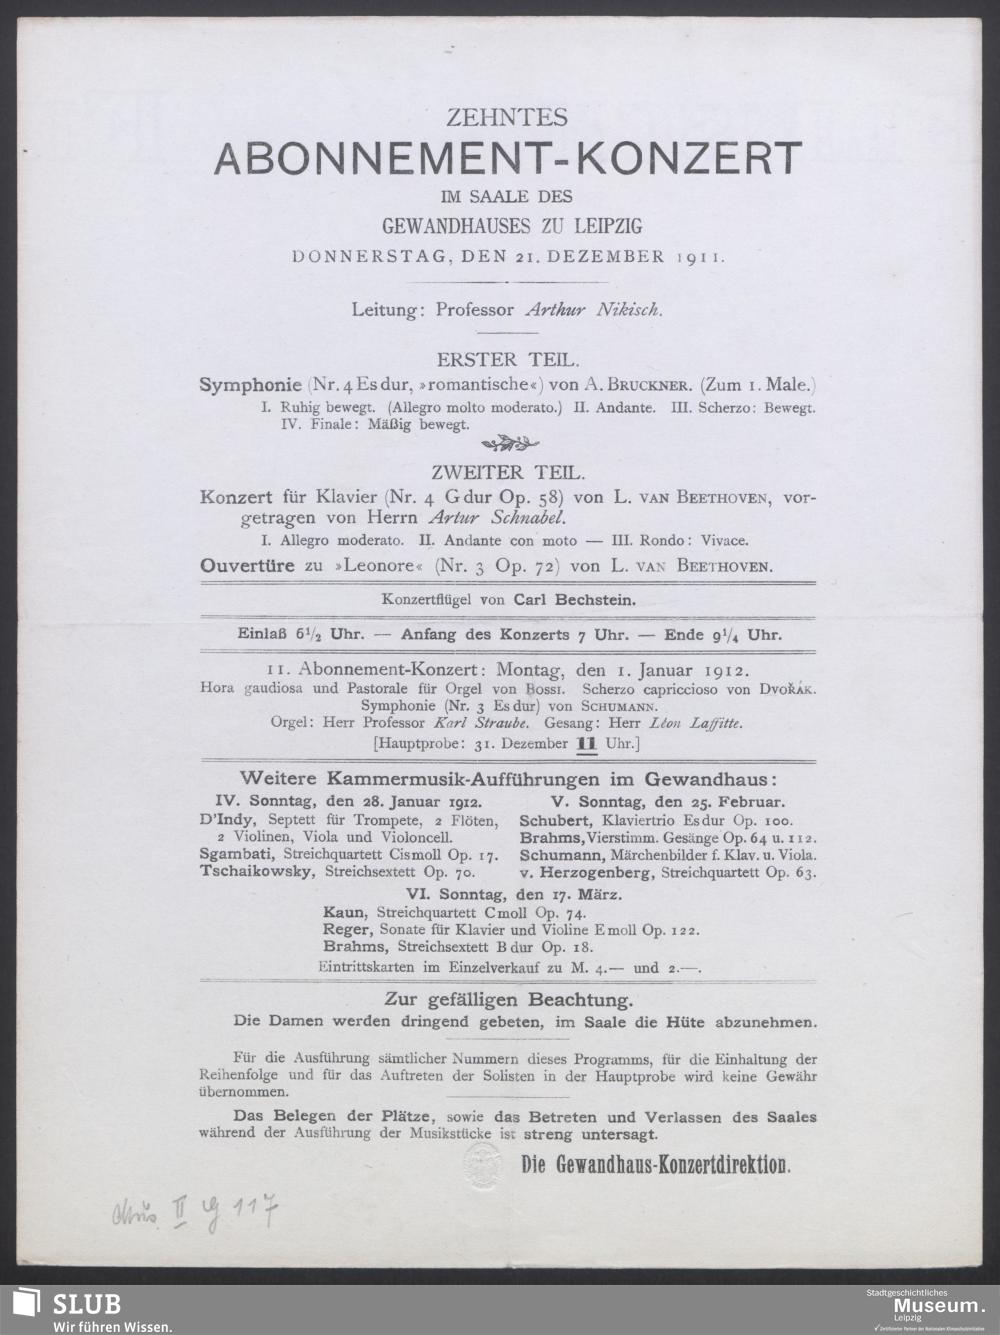 ZEHNTES
ABONNEMENT-KONZERT
IM SAALE DES
GEWANDHAUSES ZU LEIPZIG
DONNERSTAG, DEN 21. DEZEMBER 1911.
Leitung: Professor Arthur Nikisch.
ERSTER TEIL.
Symphonie (Nr. 4 Es dur, »romantische«) von A. BRUCKNER. (Zum 1. Male.)
I. Ruhig bewegt. (Allegro molto moderato.) II. Andante. III. Scherzo: Bewegt.
IV. Finale: Mäßig bewegt.
ZWEITER TEIL.
Konzert für Klavier (Nr. 4 G dur Op. 58) von L. VAN BEETHOVEN, vor-
getragen von Herrn Artur Schnabel.
I. Allegro moderato. II. Andante con moto — III. Rondo: Vivace.
Ouvertüre zu »Leonore« (Nr. 3 Op. 72) von L. VAN BEETHOVEN.
Konzertflügel von Carl Bechstein.
Einlaß 6½ Uhr. — Anfang des Konzerts 7 Uhr. — Ende 9¼ Uhr.
11. Abonnement-Konzert: Montag, den 1. Januar 1912.
Hora gaudiosa und Pastorale für Orgel von BOSSI. Scherzo capriccioso von DVOŘÁK.
Symphonie (Nr. 3 Es dur) von SCHUMANN.
Orgel: Herr Professor Karl Straube. Gesang: Herr Léon Laffitte.
[Hauptprobe: 31. Dezember 11 Uhr.]
Weitere Kammermusik-Aufführungen im Gewandhaus:
IV. Sonntag, den 28. Januar 1912.
D'Indy, Septett für Trompete, 2 Flöten,
2 Violinen, Viola und Violoncell.
Sgambati, Streichquartett Cis moll Op. 17.
Tschaikowsky, Streichsextett Op. 70.
V. Sonntag, den 25. Februar.
Schubert, Klaviertrio Es dur Op. 100.
Brahms, Vierstimm. Gesänge Op. 64 u. 112.
Schumann, Märchenbilder f. Klav. u. Viola.
v. Herzogenberg, Streichquartett Op. 63.
VI. Sonntag, den 17. März.
Kaun, Streichquartett C moll Op. 74.
Reger, Sonate für Klavier und Violine E moll Op. 122.
Brahms, Streichsextett B dur Op. 18.
Eintrittskarten im Einzelverkauf zu M. 4.— und 2.—.
Zur gefälligen Beachtung.
Die Damen werden dringend gebeten, im Saale die Hüte abzunehmen.
Für die Ausführung sämtlicher Nummern dieses Programms, für die Einhaltung der
Reihenfolge und für das Auftreten der Solisten in der Hauptprobe wird keine Gewähr
übernommen.
Das Belegen der Plätze, sowie das Betreten und Verlassen des Saales
während der Ausführung der Musikstücke ist streng untersagt.
Die Gewandhaus-Konzertdirektion.
Mus. II G 117
SLUB
Wir führen Wissen.
Stadtgeschichtliches
Museum.
Leipzig
Zertifizierter Partner der Nationalen Klimaschutzinitiative